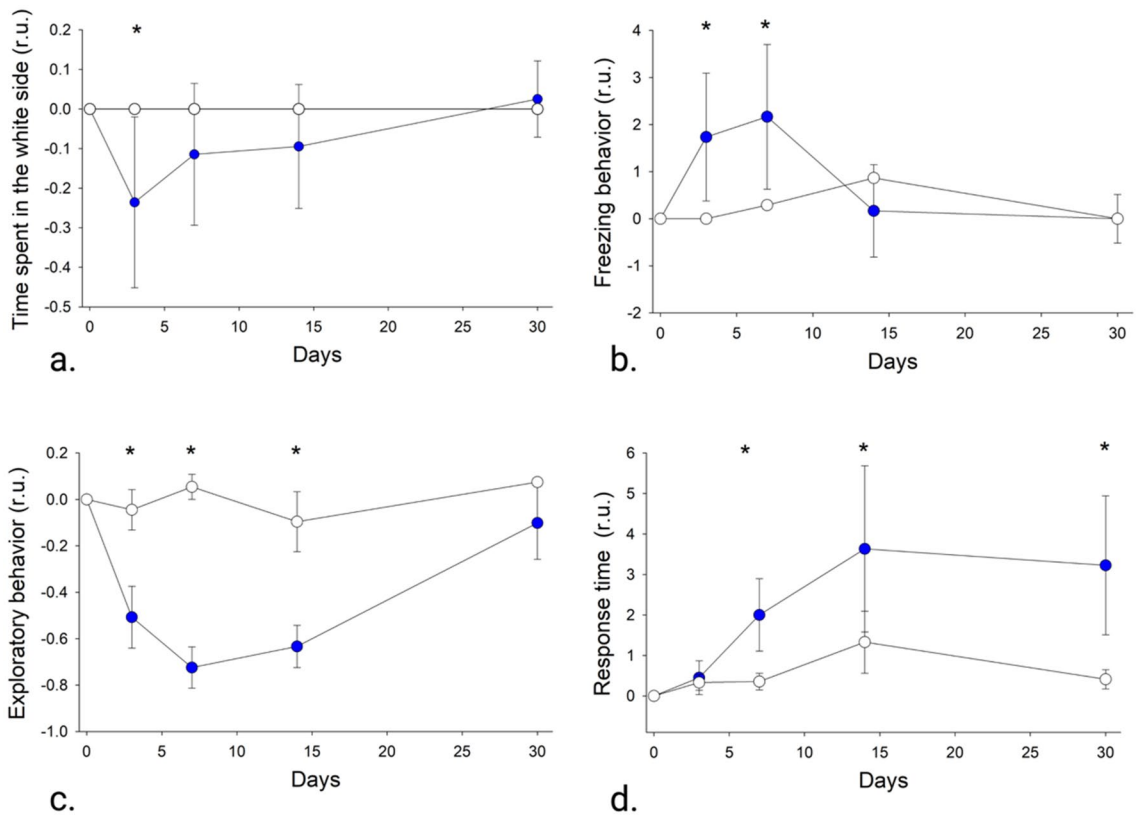 Time spent in the white side (r.u.)
0.2
0.1
0.0
-0.1
-0.2
-0.3
-0.4
-0.5
*
0 5 10 15 20 25 30
Days
a.
Freezing behavior (r.u.)
4
3
2
1
0
-1
-2
* *
0 5 10 15 20 25 30
Days
b.
Exploratory behavior (r.u.)
0.2
0.0
-0.2
-0.4
-0.6
-0.8
-1.0
* * *
0 5 10 15 20 25 30
Days
c.
Response time (r.u.)
6
5
4
3
2
1
0
* * *
0 5 10 15 20 25 30
Days
d.